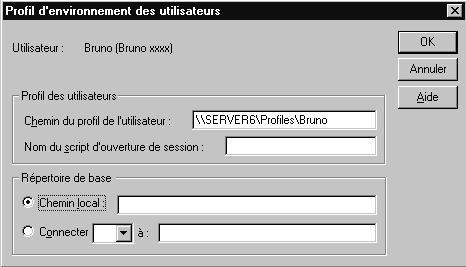 Profil d'environnement des utilisateurs
Utilisateur : Bruno (Bruno xxxx)
OK
Annuler
Aide
Profil des utilisateurs
Chemin du profil de l'utilisateur : \\SERVER6\Profiles\Bruno
Nom du script d'ouverture de session :
Répertoire de base
Chemin local :
Connecter à :